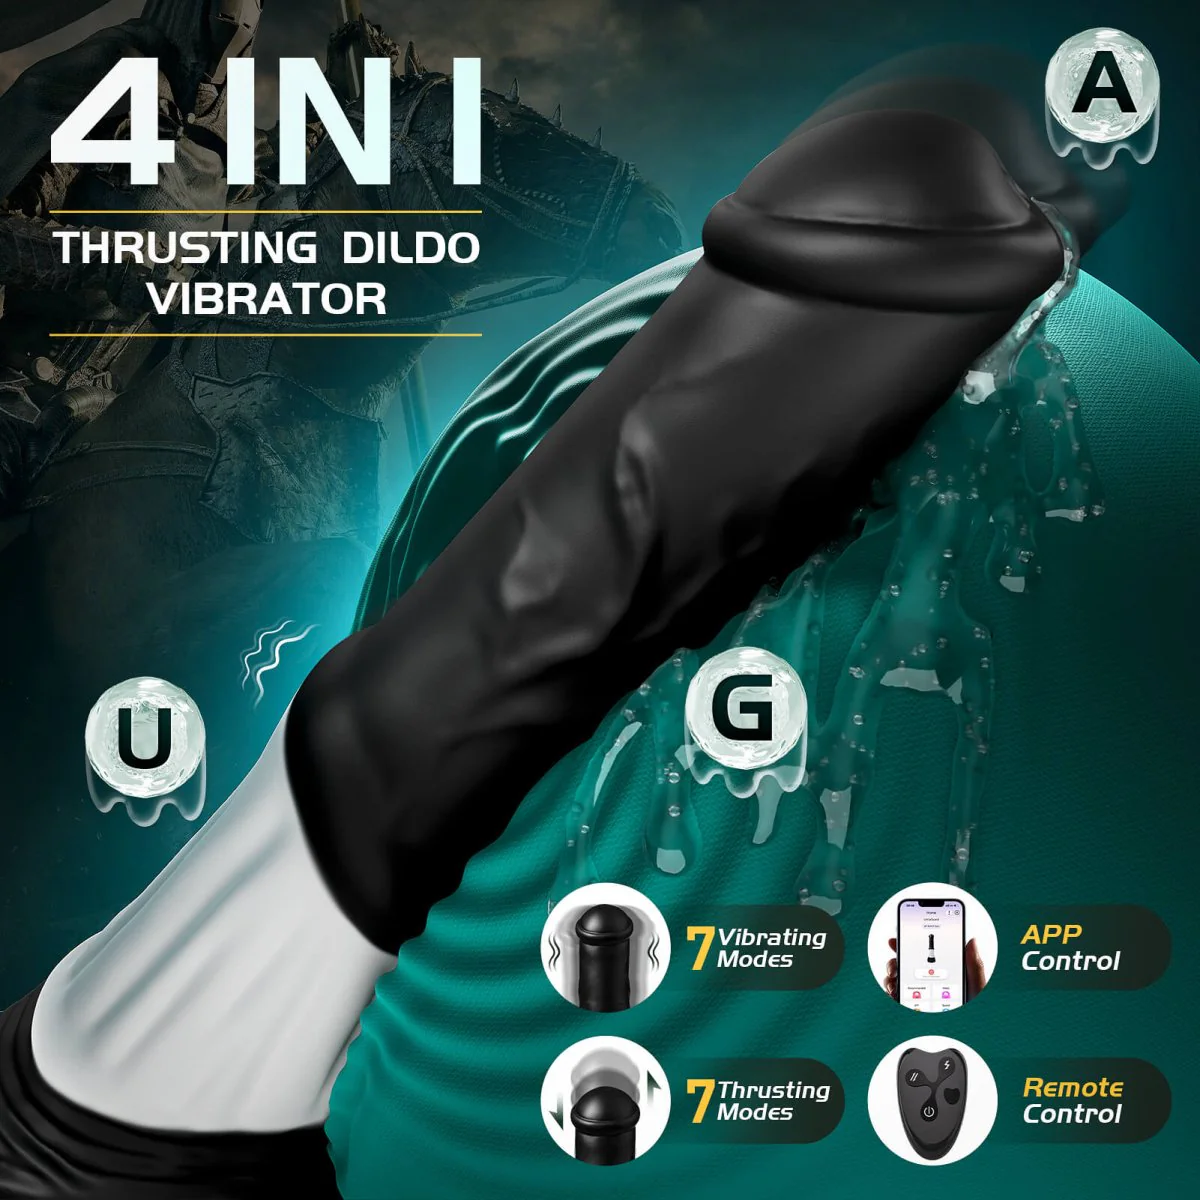 4 IN 1
THRUSTING DILDO
VIBRATOR
A
U
G
7 Vibrating
Modes
APP
Control
7 Thrusting
Modes
Remote
Control